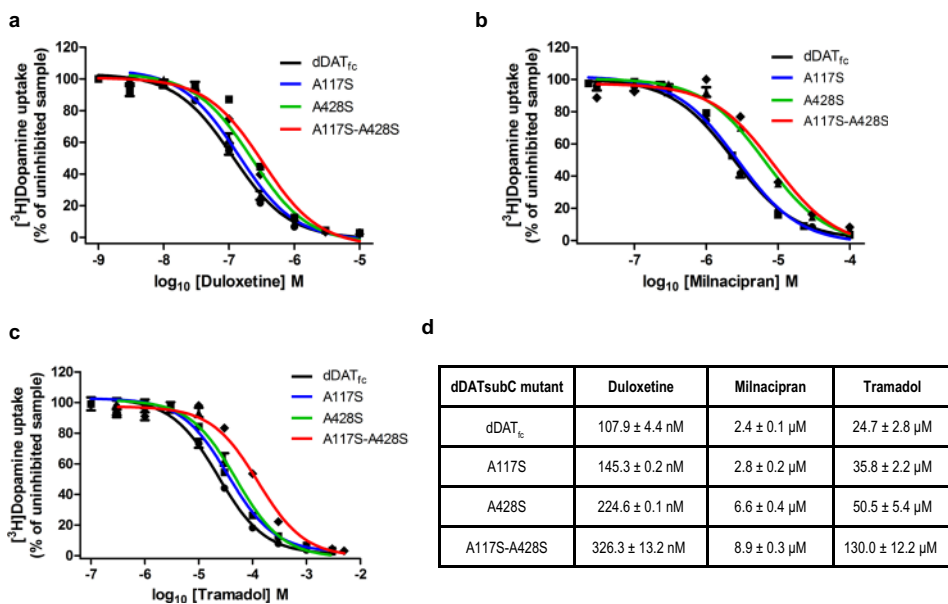 a
[³H]Dopamine uptake
(% of uninhibited sample)
120
100
80
60
40
20
0
-9
-8
-7
-6
-5
log₁₀ [Duloxetine] M
dDATfc
A117S
A428S
A117S-A428S
b
[³H]Dopamine uptake
(% of uninhibited sample)
120
100
80
60
40
20
0
-7
-6
-5
-4
log₁₀ [Milnacipran] M
dDATfc
A117S
A428S
A117S-A428S
c
[³H]Dopamine uptake
(% of uninhibited sample)
120
100
80
60
40
20
0
-7
-6
-5
-4
-3
-2
log₁₀ [Tramadol] M
dDATfc
A117S
A428S
A117S-A428S
d
dDATsubC mutant Duloxetine Milnacipran Tramadol
dDATfc 107.9 ± 4.4 nM 2.4 ± 0.1 µM 24.7 ± 2.8 µM
A117S 145.3 ± 0.2 nM 2.8 ± 0.2 µM 35.8 ± 2.2 µM
A428S 224.6 ± 0.1 nM 6.6 ± 0.4 µM 50.5 ± 5.4 µM
A117S-A428S 326.3 ± 13.2 nM 8.9 ± 0.3 µM 130.0 ± 12.2 µM